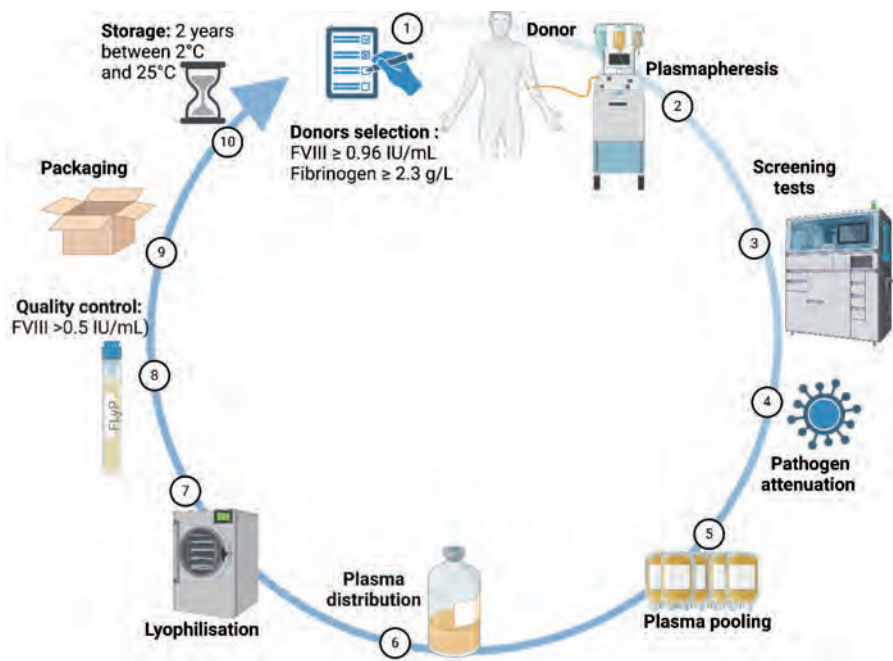 Storage: 2 years
between 2°C
and 25°C
10
1
Donors selection :
FVIII ≥ 0.96 IU/mL
Fibrinogen ≥ 2.3 g/L
Donor
Plasmapheresis
2
Screening
tests
3
4
Pathogen
attenuation
5
Plasma pooling
Plasma
distribution
6
7
Lyophilisation
Quality control:
FVIII >0.5 IU/mL)
8
FLyP
Packaging
9